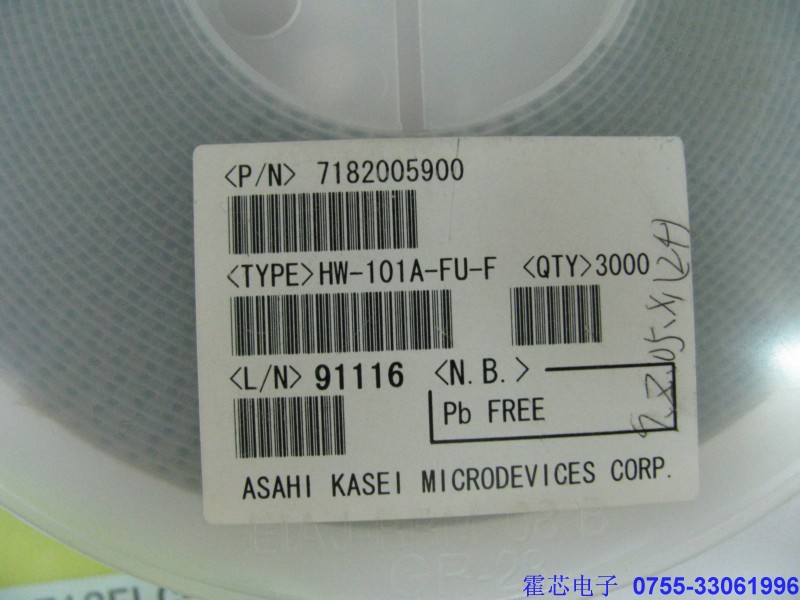 <P/N> 7182005900
<TYPE>HW-101A-FU-F <QTY>3000
<L/N> 91116 <N.B.>
Pb FREE
ASAHI KASEI MICRODEVICES CORP.
霍芯电子 0755-33061996